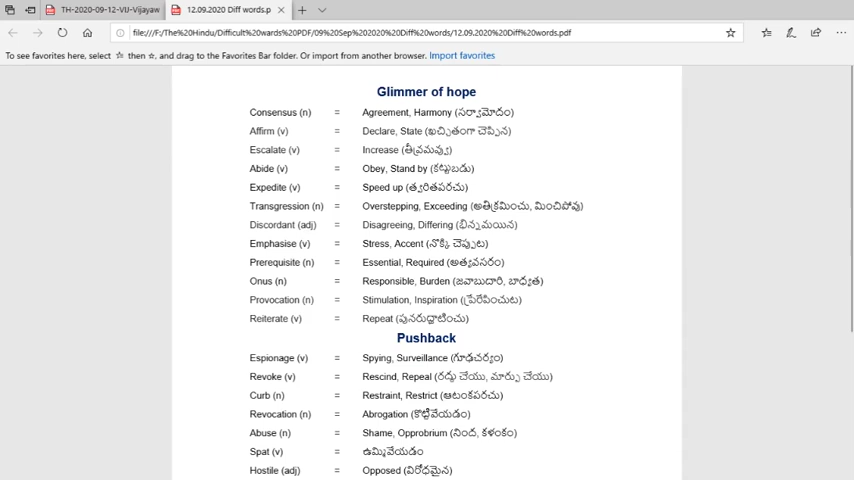 TH-2020-09-12-VIJ-Vijayaw
12.09.2020 Diff words.p
file:///F:/The%20Hindu/Difficult%20wards%20PDF/09%20Sep%202020%20Diff%20words/12.09.2020%20Diff%20words.pdf
To see favorites here, select ☆ then ☆, and drag to the Favorites Bar folder. Or import from another browser. Import favorites
Glimmer of hope
Consensus (n) = Agreement, Harmony (సర్వామోదం)
Affirm (v) = Declare, State (ఖచ్చితంగా చెప్పిన)
Escalate (v) = Increase (తీవ్రమవ్వు)
Abide (v) = Obey, Stand by (కట్టుబడు)
Expedite (v) = Speed up (త్వరితపరచు)
Transgression (n) = Overstepping, Exceeding (అతిక్రమించు, మించిపోవు)
Discordant (adj) = Disagreeing, Differing (భిన్నమయిన)
Emphasise (v) = Stress, Accent (నొక్కి చెప్పుట)
Prerequisite (n) = Essential, Required (అత్యవసరం)
Onus (n) = Responsible, Burden (జవాబుదారి, బాధ్యత)
Provocation (n) = Stimulation, Inspiration (ప్రేరేపించుట)
Reiterate (v) = Repeat (పునరుద్ఘాటించు)
Pushback
Espionage (v) = Spying, Surveillance (గూఢచర్యం)
Revoke (v) = Rescind, Repeal (రద్దు చేయు, మార్పు చేయు)
Curb (n) = Restraint, Restrict (ఆటంకపరచు)
Revocation (n) = Abrogation (కొట్టివేయడం)
Abuse (n) = Shame, Opprobrium (నింద, కళంకం)
Spat (v) = ఉమ్మివేయడం
Hostile (adj) = Opposed (విరోధమైన)